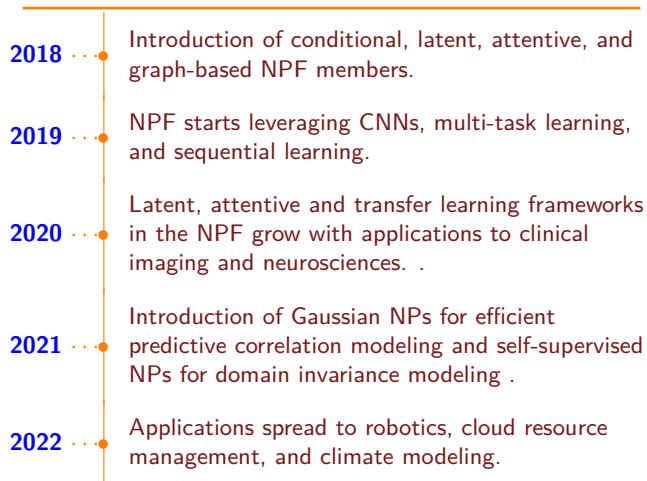 2018 ··· Introduction of conditional, latent, attentive, and
graph-based NPF members.
2019 ··· NPF starts leveraging CNNs, multi-task learning,
and sequential learning.
Latent, attentive and transfer learning frameworks
2020 ··· in the NPF grow with applications to clinical
imaging and neurosciences. .
Introduction of Gaussian NPs for efficient
2021 ··· predictive correlation modeling and self-supervised
NPs for domain invariance modeling .
2022 ··· Applications spread to robotics, cloud resource
management, and climate modeling.